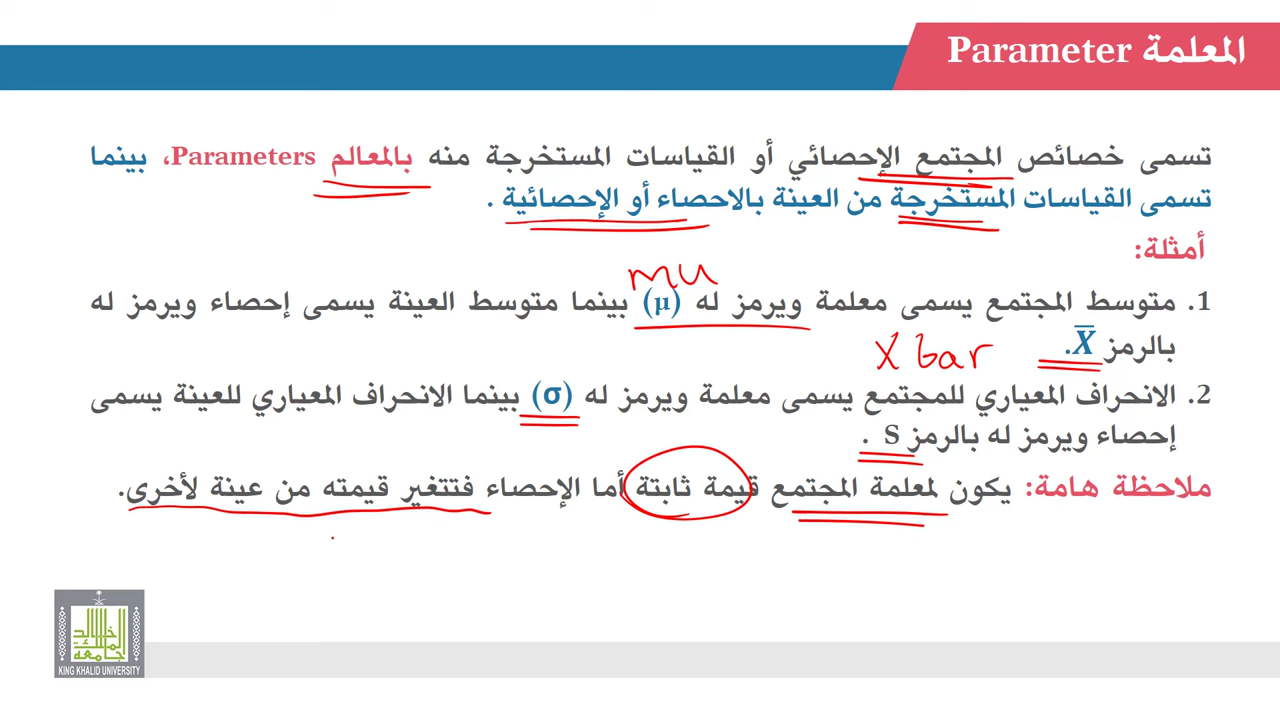 المعلمة Parameter
تسمى خصائص المجتمع الإحصائي أو القياسات المستخرجة منه بالمعالم Parameters، بينما
تسمى القياسات المستخرجة من العينة بالاحصاء أو الإحصائية .
أمثلة:
mu
1. متوسط المجتمع يسمى معلمة ويرمز له (µ) بينما متوسط العينة يسمى إحصاء ويرمز له
بالرمز X̅.
X bar
2. الانحراف المعياري للمجتمع يسمى معلمة ويرمز له (σ) بينما الانحراف المعياري للعينة يسمى
إحصاء ويرمز له بالرمز S .
ملاحظة هامة: يكون لمعلمة المجتمع قيمة ثابتة أما الإحصاء فتتغير قيمته من عينة لأخرى.
جامعة الملك خالد
KING KHALID UNIVERSITY